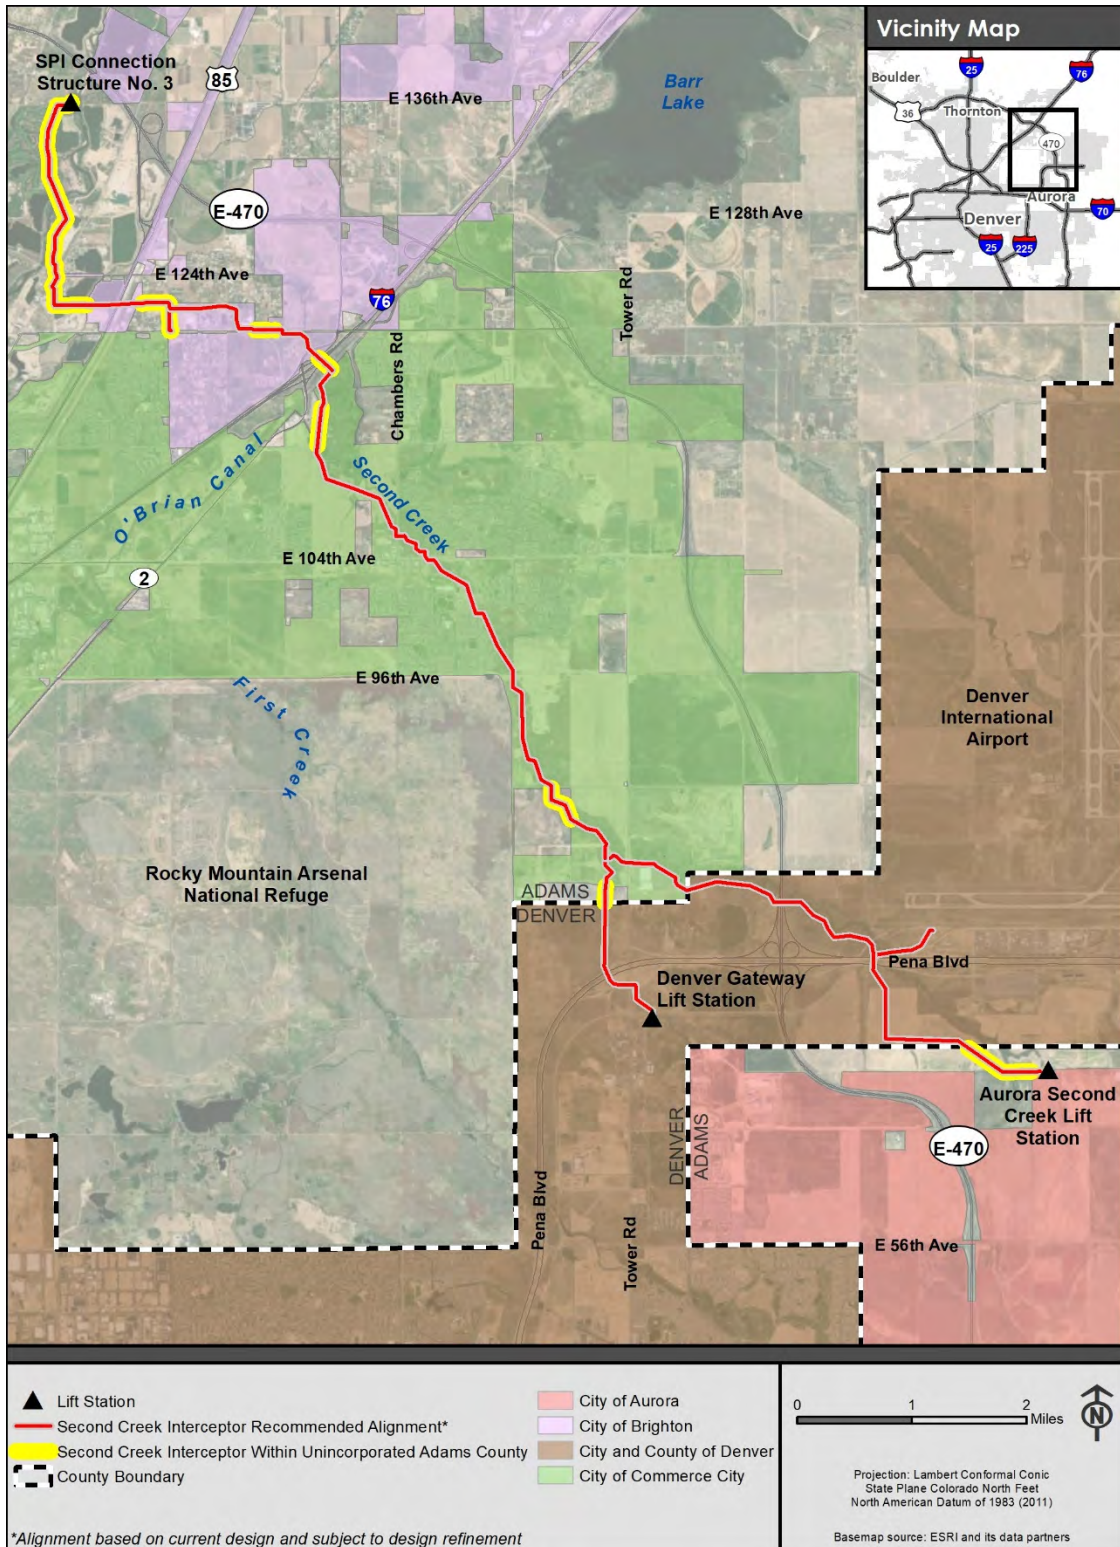 Vicinity Map
25
76
Boulder
36
Thornton
470
Aurora
70
Denver
25
225
SPI Connection
Structure No. 3
85
E 136th Ave
Barr
Lake
E-470
E 128th Ave
E 124th Ave
76
Tower Rd
Chambers Rd
O'Brian Canal
Second Creek
E 104th Ave
2
E 96th Ave
First Creek
Denver
International
Airport
Rocky Mountain Arsenal
National Refuge
ADAMS
DENVER
Pena Blvd
Denver Gateway
Lift Station
Aurora Second
Creek Lift
Station
DENVER
ADAMS
E-470
Pena Blvd
Tower Rd
E 56th Ave
Lift Station
Second Creek Interceptor Recommended Alignment*
Second Creek Interceptor Within Unincorporated Adams County
County Boundary
*Alignment based on current design and subject to design refinement
City of Aurora
City of Brighton
City and County of Denver
City of Commerce City
0 1 2
Miles
N
Projection: Lambert Conformal Conic
State Plane Colorado North Feet
North American Datum of 1983 (2011)
Basemap source: ESRI and its data partners